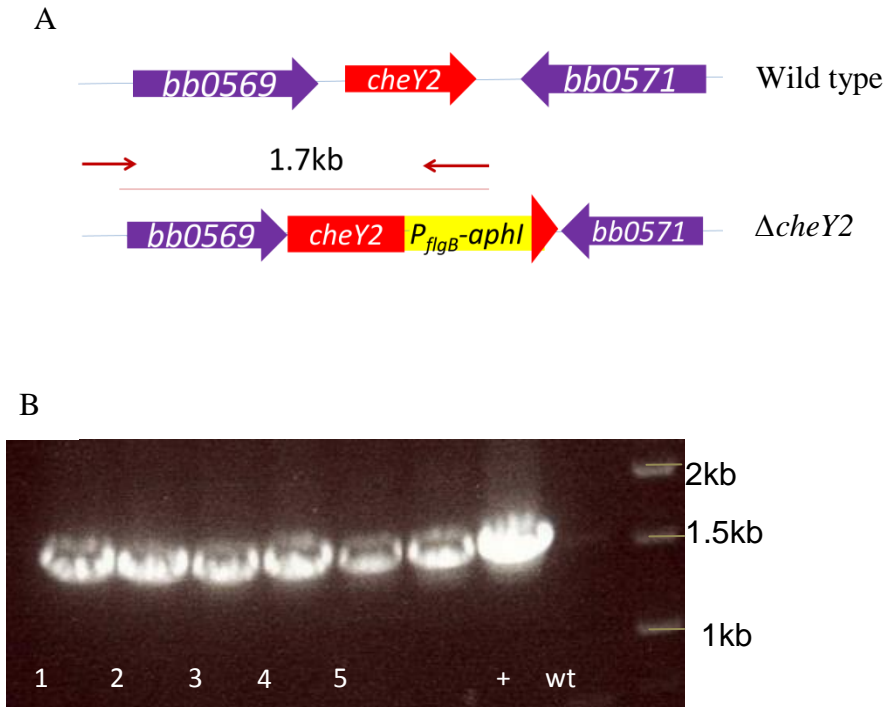 A
bb0569 cheY2 bb0571 Wild type
1.7kb
bb0569 cheY2 PflgB-aphI bb0571 ΔcheY2
B
2kb
1.5kb
1kb
1 2 3 4 5 + wt